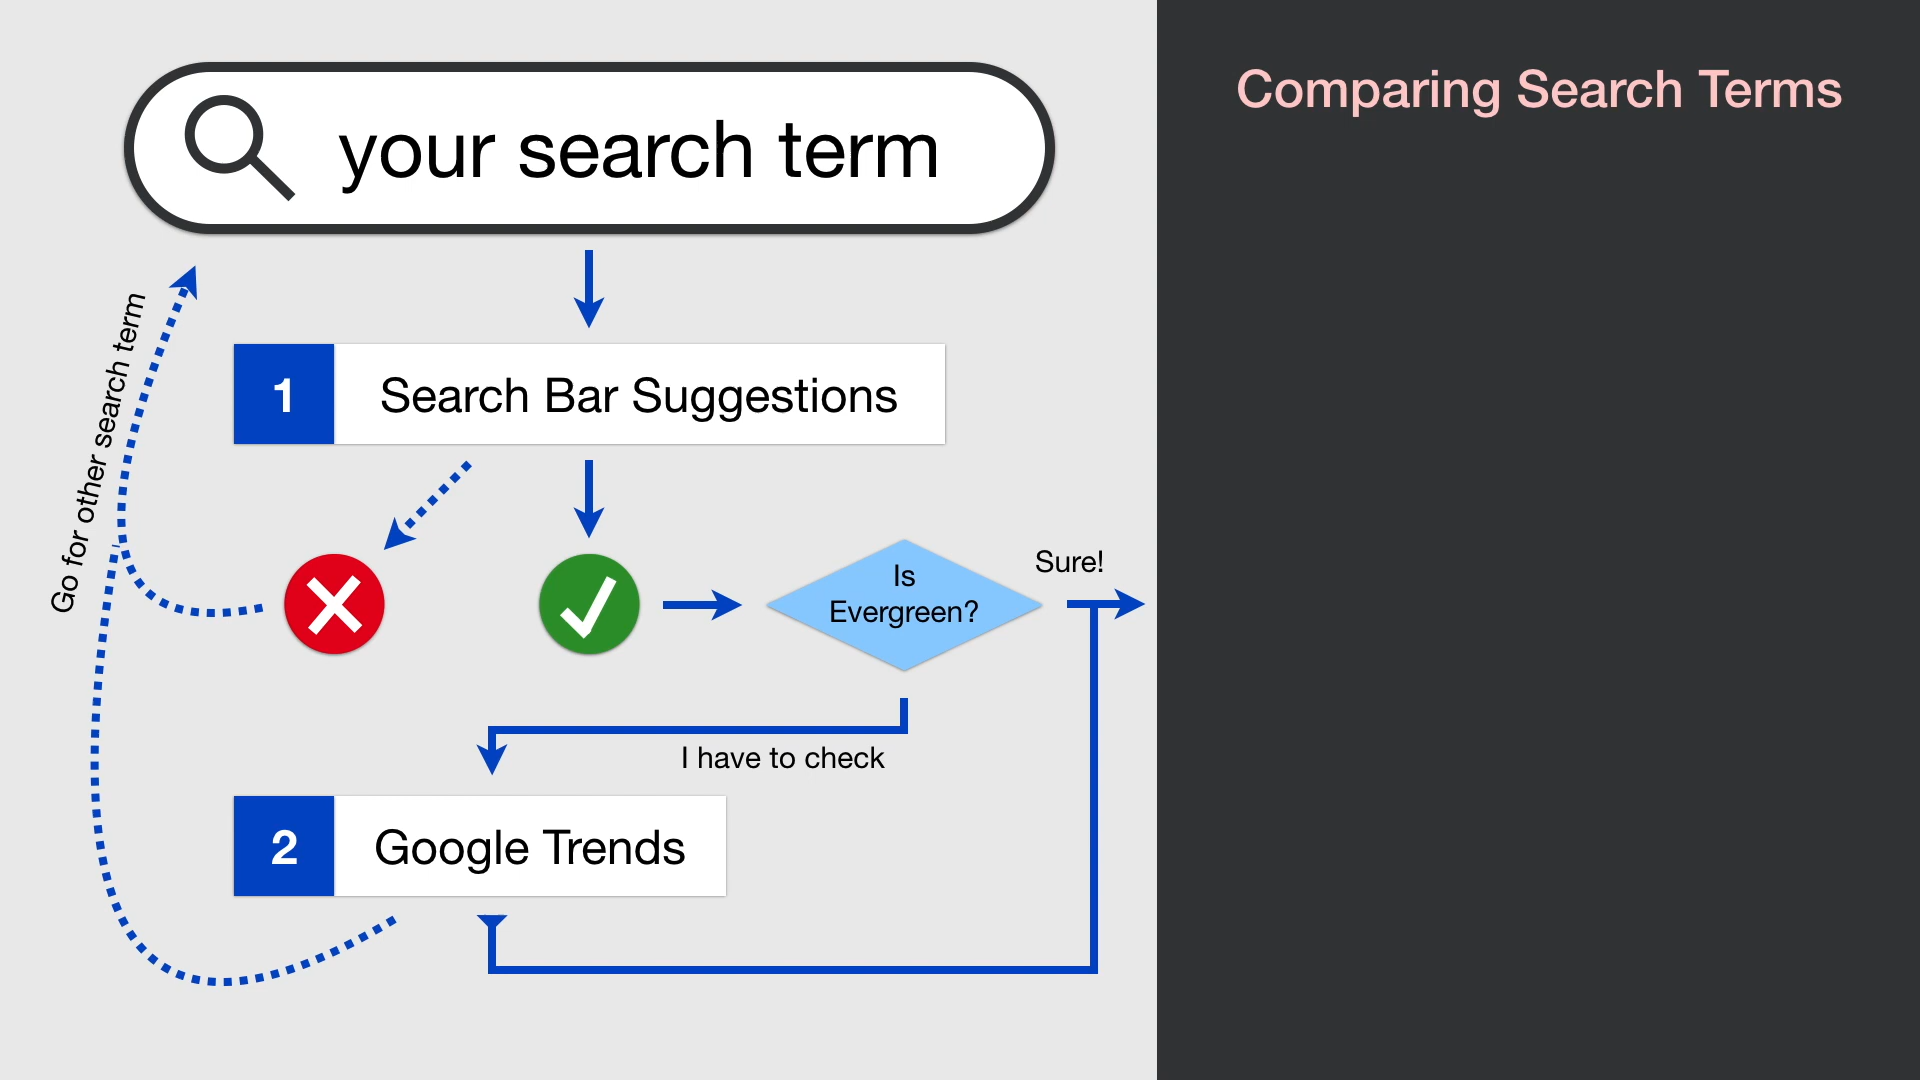 your search term
Comparing Search Terms
Go for other search term
1
Search Bar Suggestions
Is
Evergreen?
Sure!
I have to check
2
Google Trends